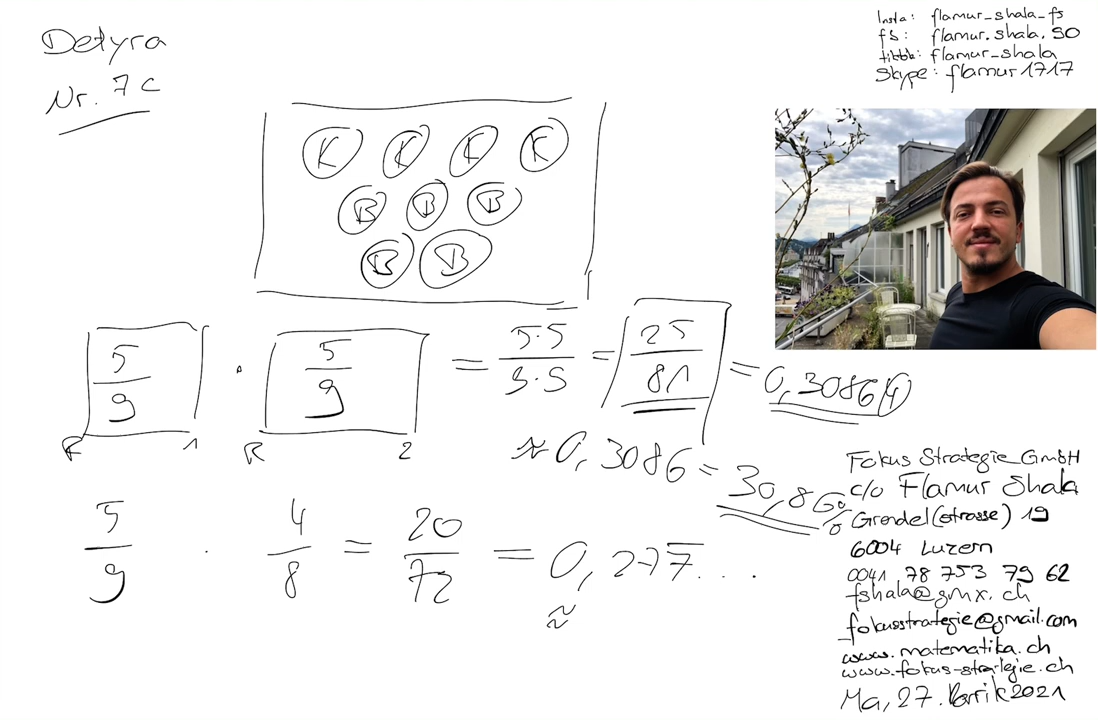 Detyra
Nr. 7c
Insta: flamur_shala_fs
fb: flamur.shala.50
tiktok: flamur_shala
Skype: flamur1717
K K K K
B B B
B B
5/9 · 5/9 = 5·5/9·9 = 25/81 = 0,30864
R 1 R 2
≈ 0,3086 = 30,86%
5/9 · 4/8 = 20/72 = 0,277...
≈
Fokus Strategie GmbH
c/o Flamur Shala
Grendel(strasse) 19
6004 Luzern
0041 78 753 79 62
fshala@gmx.ch
fokusstrategie@gmail.com
www.matematika.ch
www.fokus-strategie.ch
Ma, 27. Korrik 2021